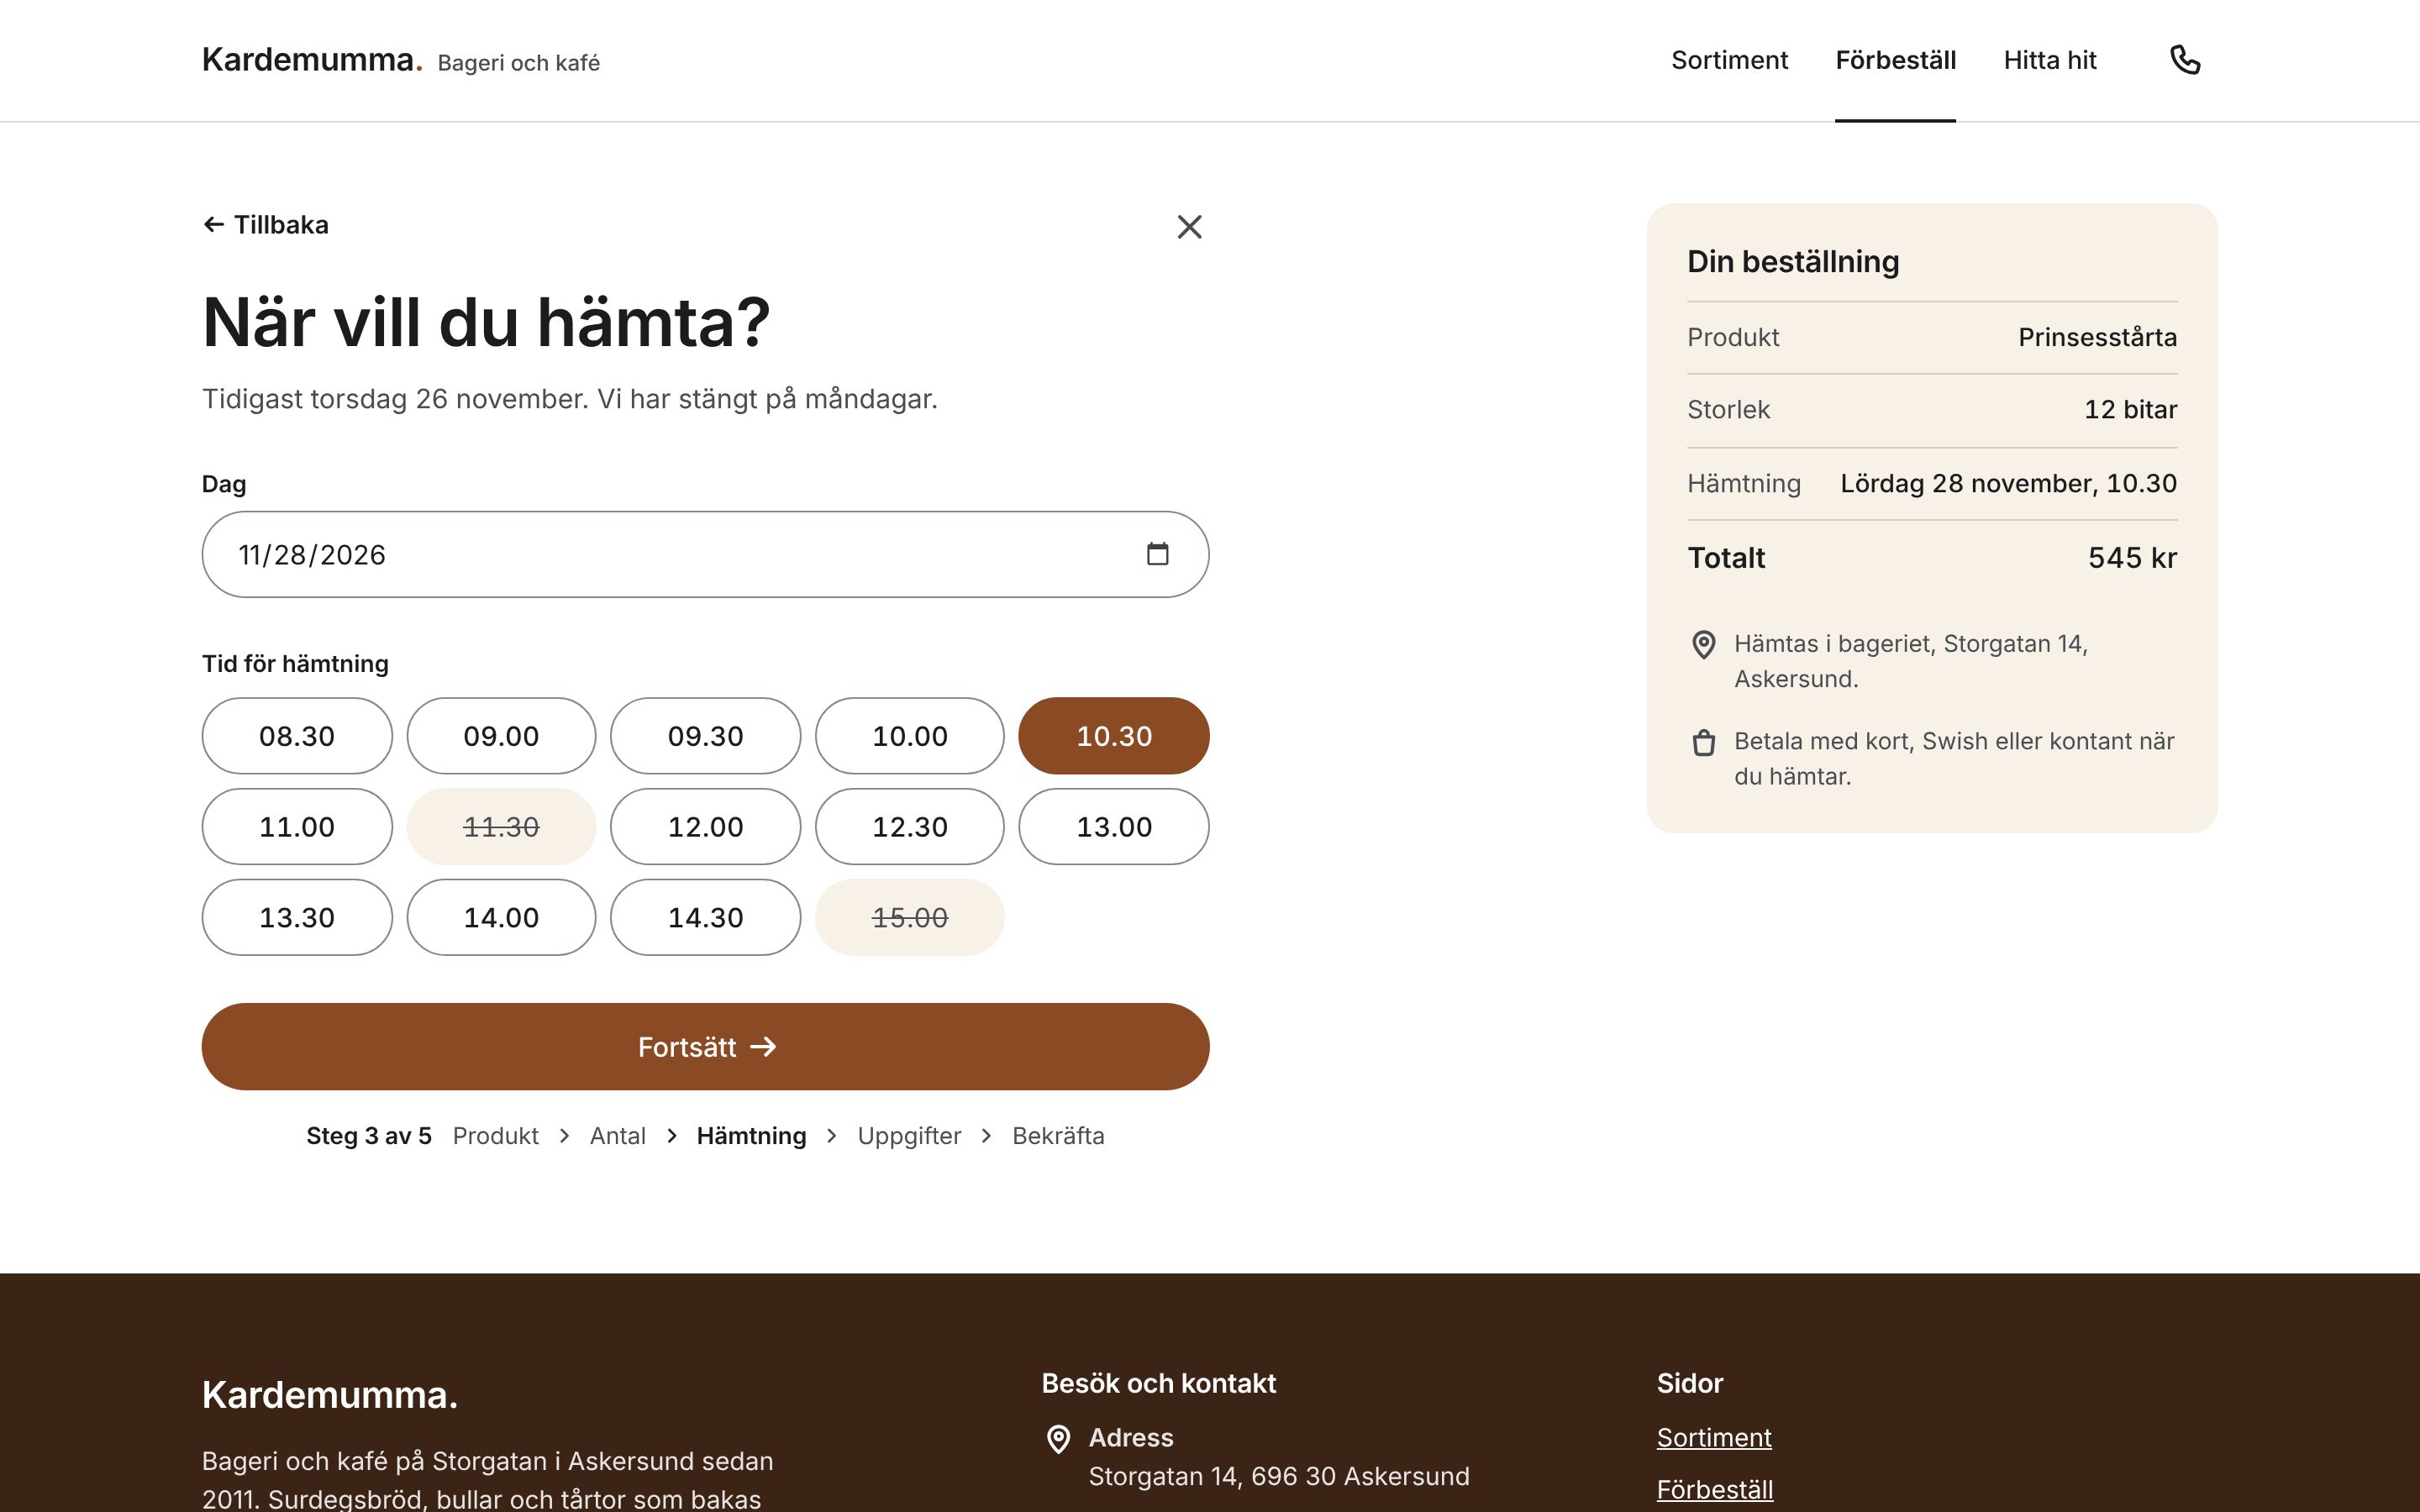 Kardemumma. Bageri och kafé
Sortiment Förbeställ Hitta hit
Tillbaka
När vill du hämta?
Tidigast torsdag 26 november. Vi har stängt på måndagar.
Dag
11/28/2026
Tid för hämtning
08.30 09.00 09.30 10.00 10.30
11.00 11.30 12.00 12.30 13.00
13.30 14.00 14.30 15.00
Fortsätt
Steg 3 av 5 Produkt Antal Hämtning Uppgifter Bekräfta
Din beställning
Produkt Prinsesstårta
Storlek 12 bitar
Hämtning Lördag 28 november, 10.30
Totalt 545 kr
Hämtas i bageriet, Storgatan 14,
Askersund.
Betala med kort, Swish eller kontant när
du hämtar.
Kardemumma.
Bageri och kafé på Storgatan i Askersund sedan
2011. Surdegsbröd, bullar och tårtor som bakas
Besök och kontakt
Adress
Storgatan 14, 696 30 Askersund
Sidor
Sortiment
Förbeställ